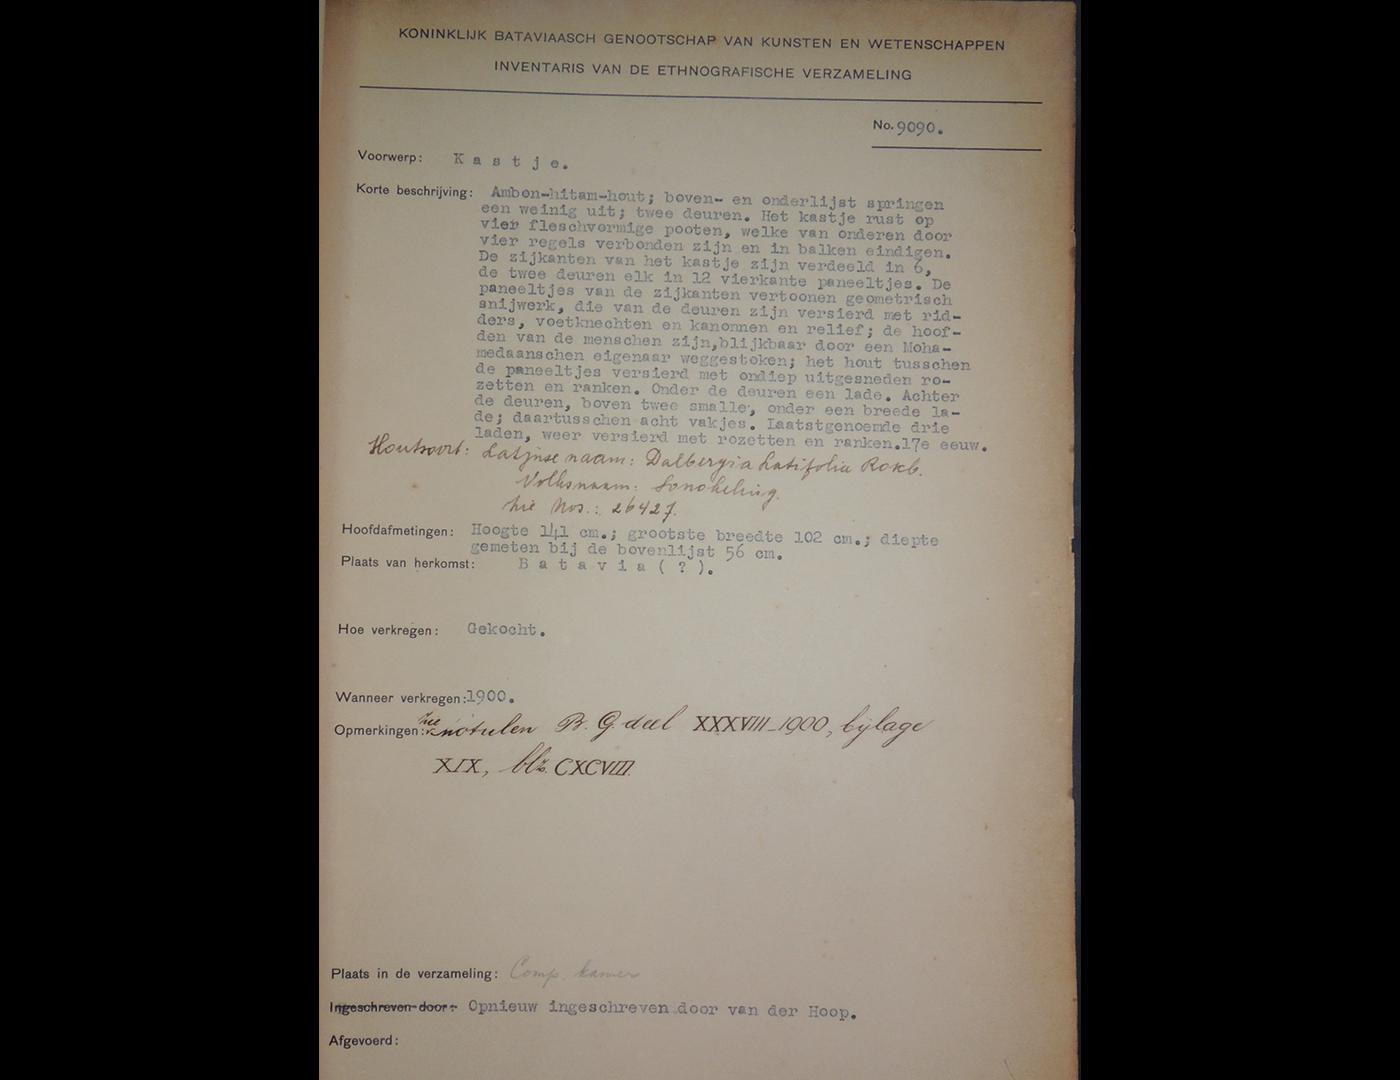 KONINKLIJK BATAVIAASCH GENOOTSCHAP VAN KUNSTEN EN WETENSCHAPPEN
INVENTARIS VAN DE ETHNOGRAFISCHE VERZAMELING
No. 9090.
Voorwerp: Kastje.
Korte beschrijving: Ambon-hitam-hout; boven- en onderlijst springen
een weinig uit; twee deuren. Het kastje rust op
vier fleschvormige pooten, welke van onderen door
vier regels verbonden zijn en in balken eindigen.
De zijkanten van het kastje zijn verdeeld in 6,
de twee deuren elk in 12 vierkante paneeltjes. De
paneeltjes van de zijkanten vertoonen geometrisch
snijwerk, die van de deuren zijn versierd met rid-
ders, voetknechten en kanonnen en relief; de hoof-
den van de menschen zijn,blijkbaar door een Moha-
medaanschen eigenaar weggestoken; het hout tusschen
de paneeltjes versierd met ondiep uitgesneden ro-
zetten en ranken. Onder de deuren een lade. Achter
de deuren, boven twee smalle, onder een breede la-
de; daartusschen acht vakjes. Laatstgenoemde drie
laden, weer versierd met rozetten en ranken.17e eeuw.
Houtsoort: Latijnse naam: Dalbergia Latifolia Roxb.
Volksnaam: Sonokeling.
zie Nos.: 26427.
Hoofdafmetingen: Hoogte 141 cm.; grootste breedte 102 cm.; diepte
gemeten bij de bovenlijst 56 cm.
Plaats van herkomst: Batavia(?).
Hoe verkregen: Gekocht.
Wanneer verkregen: 1900.
Opmerkingen: zie notulen B. G. deel XXXVIII-1900, bijlage
XIX, blz. CXCVIII.
Plaats in de verzameling: Comp. kamer
Ingeschreven door: Opnieuw ingeschreven door van der Hoop.
Afgevoerd: